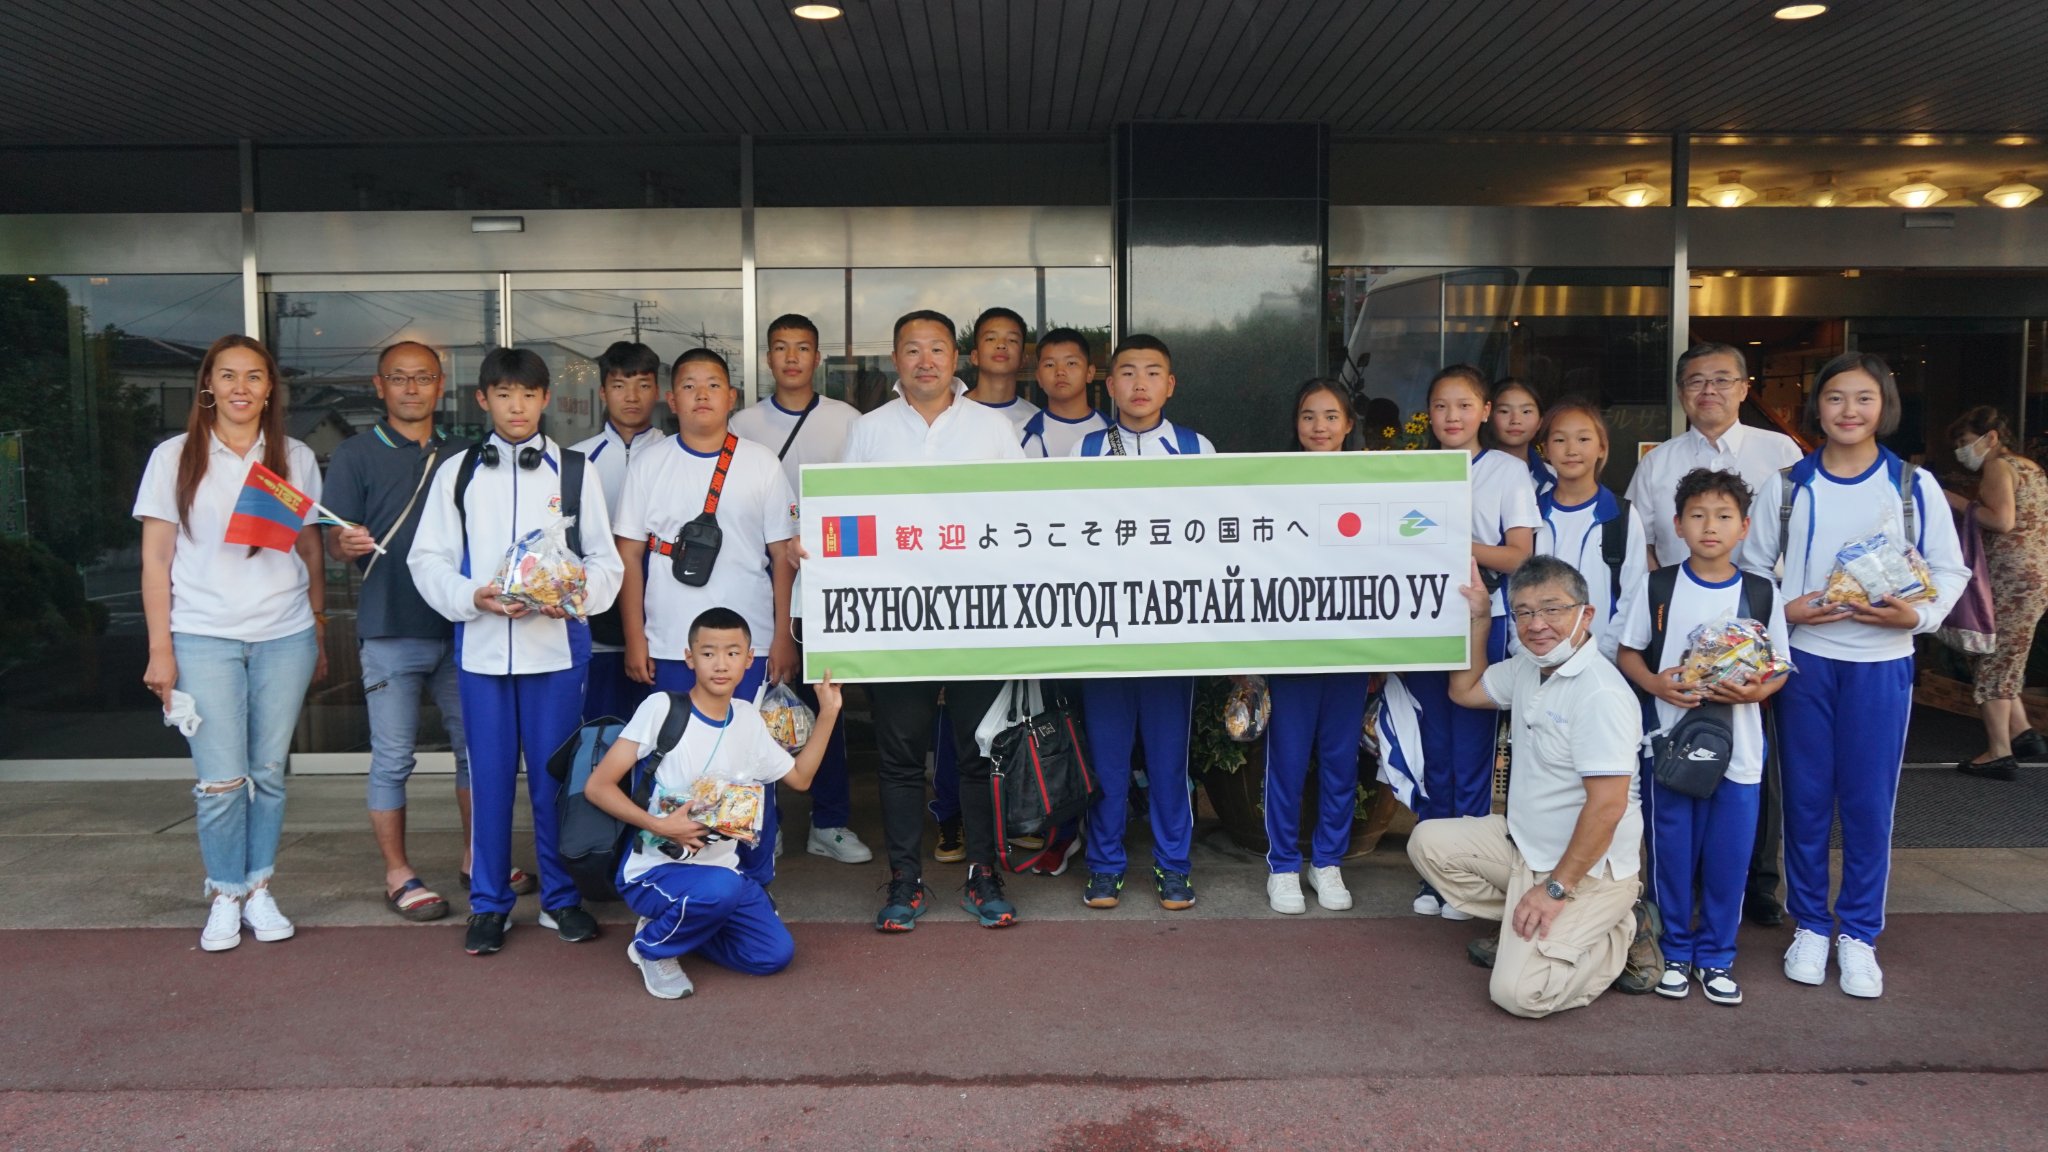 歓迎ようこそ伊豆の国市へ
ИЗҮНОКҮНИ ХОТОД ТАВТАЙ МОРИЛНО УУ